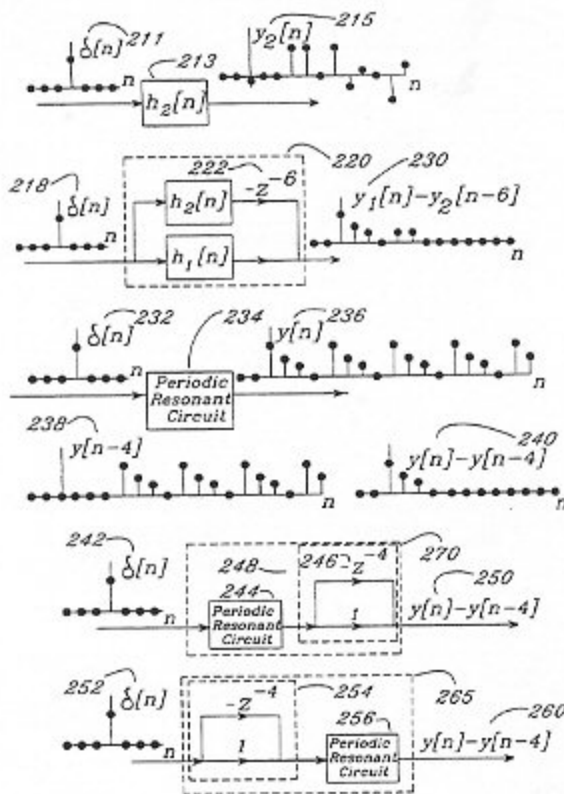 211
δ[n]
213
y₂[n]
215
n
h₂[n]
n
218
δ[n]
n
222
-z⁻⁶
220
h₂[n]
h₁[n]
230
y₁[n]-y₂[n-6]
n
232
δ[n]
n
234
Periodic
Resonant
Circuit
y[n]
236
n
238
y[n-4]
n
240
y[n]-y[n-4]
n
242
δ[n]
n
248
244
Periodic
Resonant
Circuit
246
-z⁻⁴
1
270
250
y[n]-y[n-4]
252
δ[n]
n
-z⁻⁴
1
254
265
256
Periodic
Resonant
Circuit
260
y[n]-y[n-4]